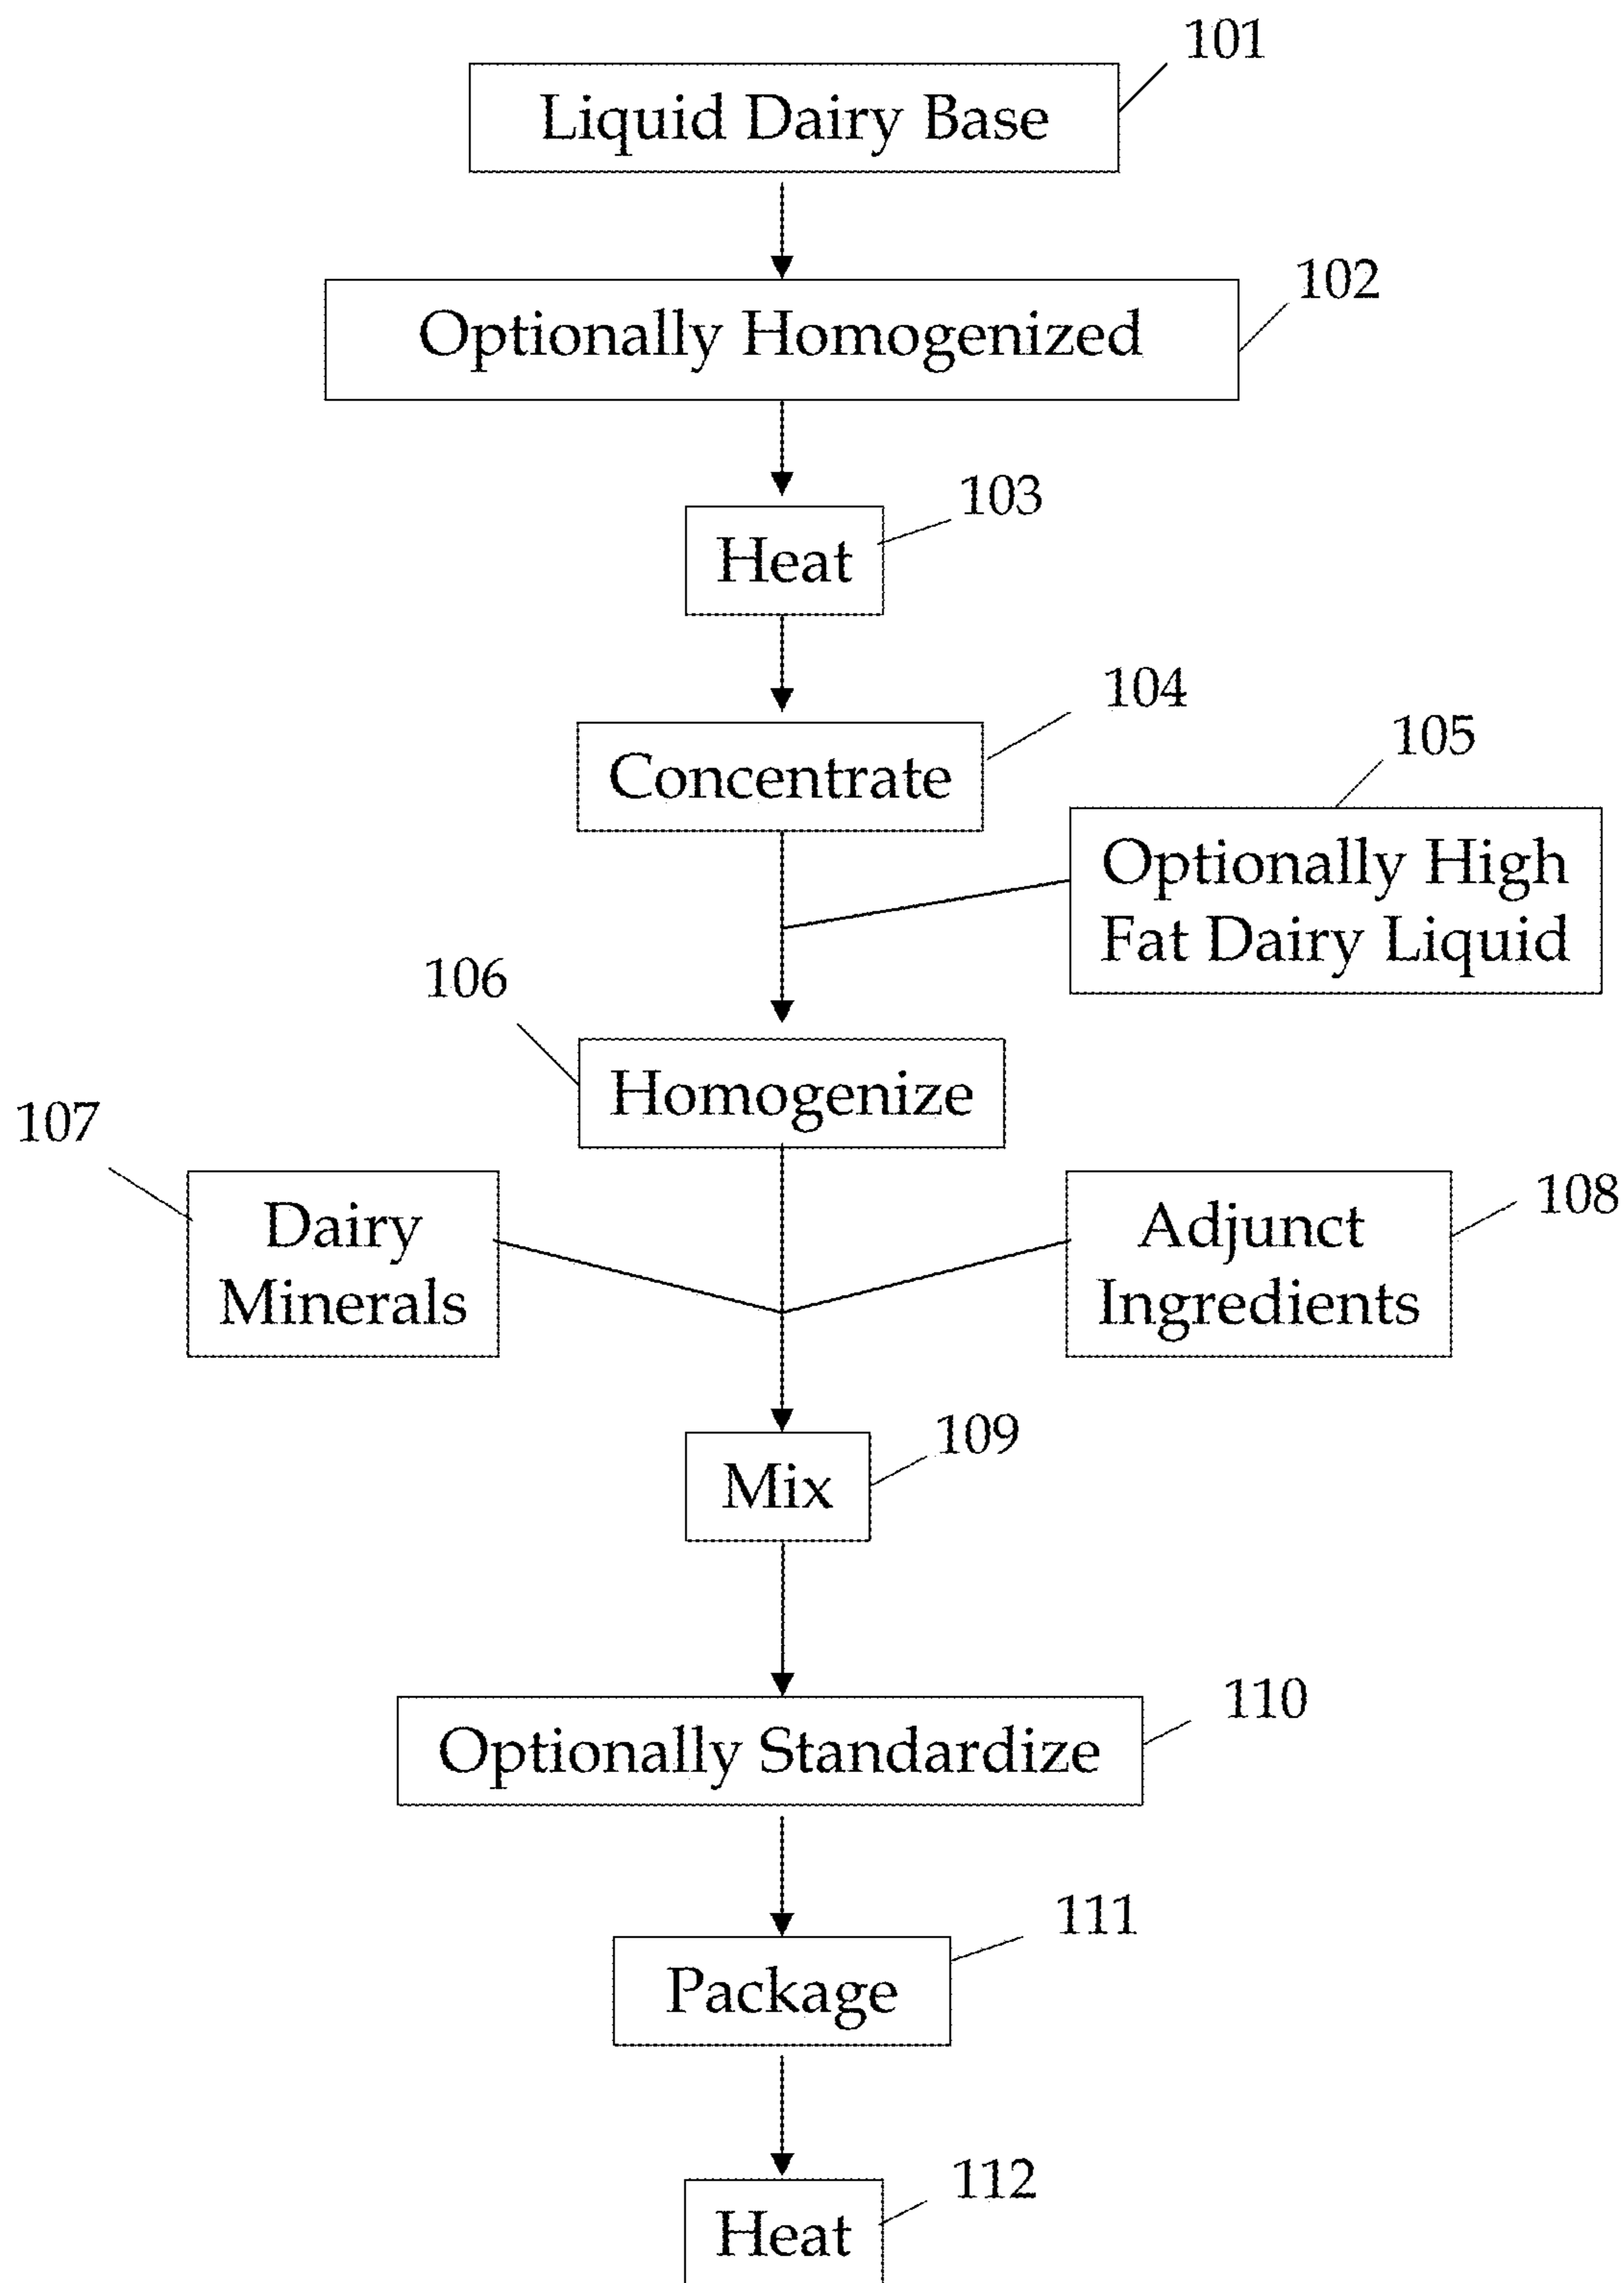 101
Liquid Dairy Base
102
Optionally Homogenized
103
Heat
104
Concentrate
105
Optionally High
Fat Dairy Liquid
106
Homogenize
107
Dairy
Minerals
108
Adjunct
Ingredients
109
Mix
110
Optionally Standardize
111
Package
112
Heat